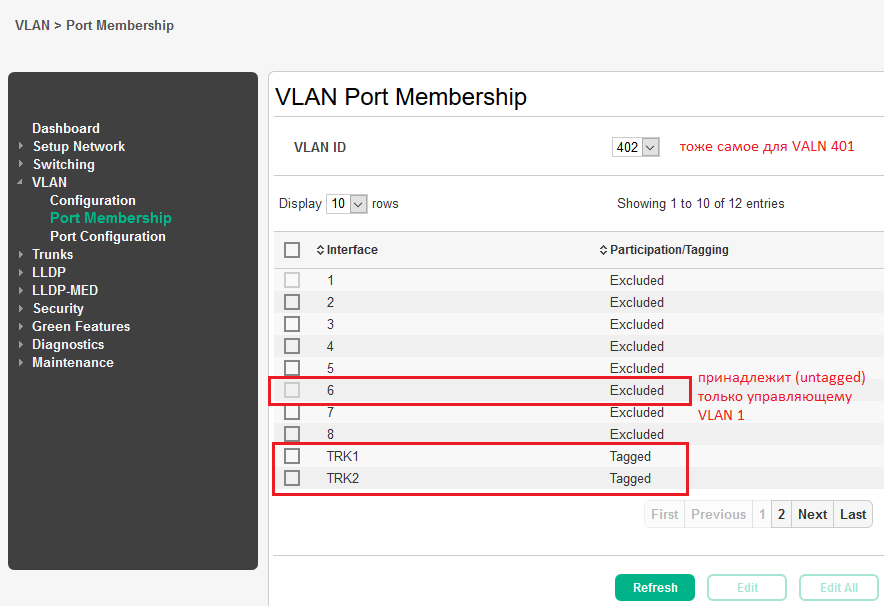 VLAN > Port Membership
Dashboard
Setup Network
Switching
VLAN
Configuration
Port Membership
Port Configuration
Trunks
LLDP
LLDP-MED
Security
Green Features
Diagnostics
Maintenance
VLAN Port Membership
VLAN ID 402 тоже самое для VALN 401
Display 10 rows Showing 1 to 10 of 12 entries
Interface Participation/Tagging
1 Excluded
2 Excluded
3 Excluded
4 Excluded
5 Excluded
6 Excluded
7 Excluded
8 Excluded
TRK1 Tagged
TRK2 Tagged
принадлежит (untagged)
только управляющему
VLAN 1
First Previous 1 2 Next Last
Refresh Edit Edit All